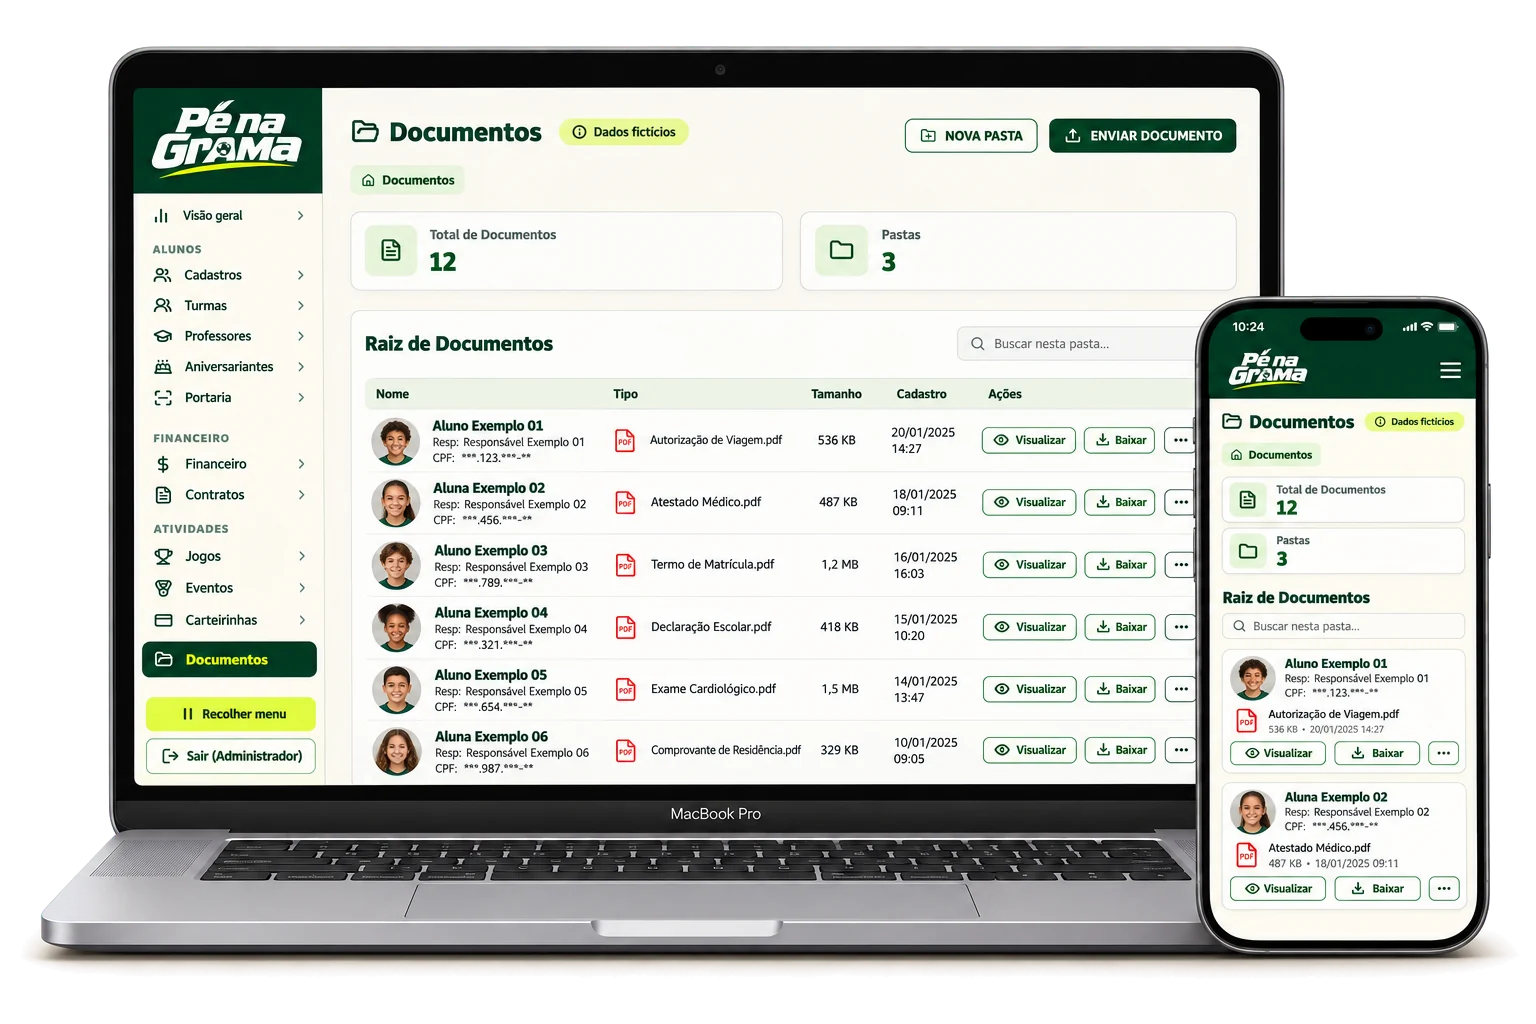 Pé na
Grama
Visão geral
ALUNOS
Cadastros
Turmas
Professores
Aniversariantes
Portaria
FINANCEIRO
Financeiro
Contratos
ATIVIDADES
Jogos
Eventos
Carteirinhas
Documentos
Recolher menu
Sair (Administrador)
Documentos
Dados fictícios
NOVA PASTA
ENVIAR DOCUMENTO
Documentos
Total de Documentos
12
Pastas
3
Raiz de Documentos
Buscar nesta pasta...
Nome Tipo Tamanho Cadastro Ações
Aluno Exemplo 01
Resp: Responsável Exemplo 01
CPF: ***.123.***-**
PDF
Autorização de Viagem.pdf
536 KB
20/01/2025
14:27
Visualizar
Baixar
Aluna Exemplo 02
Resp: Responsável Exemplo 02
CPF: ***.456.***-**
PDF
Atestado Médico.pdf
487 KB
18/01/2025
09:11
Visualizar
Baixar
Aluno Exemplo 03
Resp: Responsável Exemplo 03
CPF: ***.789.***-**
PDF
Termo de Matrícula.pdf
1,2 MB
16/01/2025
16:03
Visualizar
Baixar
Aluna Exemplo 04
Resp: Responsável Exemplo 04
CPF: ***.321.***-**
PDF
Declaração Escolar.pdf
418 KB
15/01/2025
10:20
Visualizar
Baixar
Aluno Exemplo 05
Resp: Responsável Exemplo 05
CPF: ***.654.***-**
PDF
Exame Cardiológico.pdf
1,5 MB
14/01/2025
13:47
Visualizar
Baixar
Aluna Exemplo 06
Resp: Responsável Exemplo 06
CPF: ***.987.***-**
PDF
Comprovante de Residência.pdf
329 KB
10/01/2025
09:05
Visualizar
Baixar
MacBook Pro
10:24
Pé na
Grama
Documentos
Dados fictícios
Documentos
Total de Documentos
12
Pastas
3
Raiz de Documentos
Buscar nesta pasta...
Aluno Exemplo 01
Resp: Responsável Exemplo 01
CPF: ***.123.***-**
PDF
Autorização de Viagem.pdf
536 KB • 20/01/2025 14:27
Visualizar
Baixar
Aluna Exemplo 02
Resp: Responsável Exemplo 02
CPF: ***.456.***-**
PDF
Atestado Médico.pdf
487 KB • 18/01/2025 09:11
Visualizar
Baixar